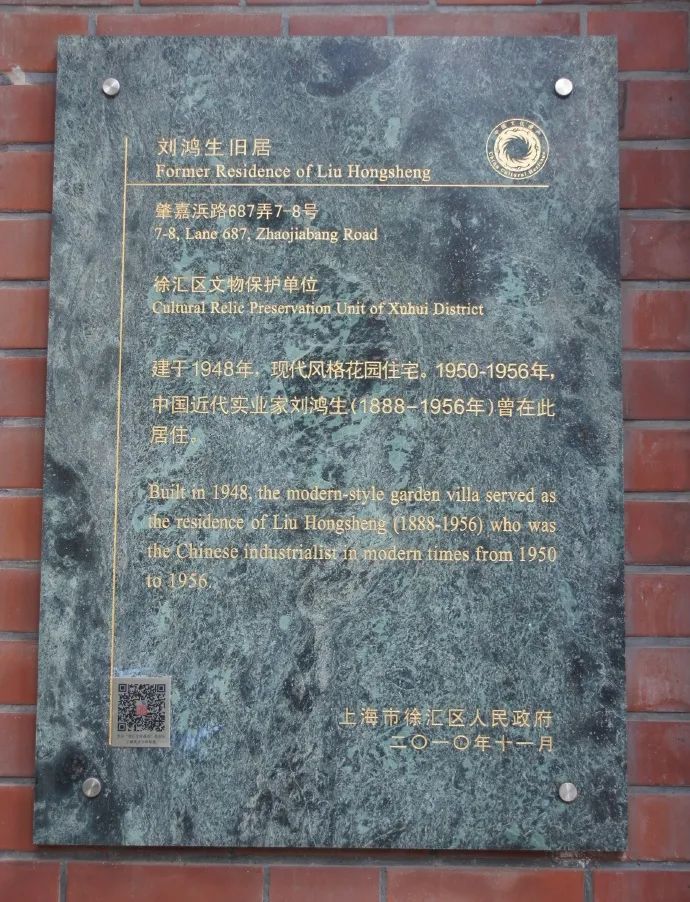 刘鸿生旧居
Former Residence of Liu Hongsheng
肇嘉浜路687弄7-8号
7-8, Lane 687, Zhaojiabang Road
徐汇区文物保护单位
Cultural Relic Preservation Unit of Xuhui District
建于1948年，现代风格花园住宅。1950-1956年，
中国近代实业家刘鸿生(1888-1956年)曾在此
居住。
Built in 1948, the modern-style garden villa served as
the residence of Liu Hongsheng (1888-1956) who was
the Chinese industrialist in modern times from 1950
to 1956.
上海市徐汇区人民政府
二〇一〇年十一月